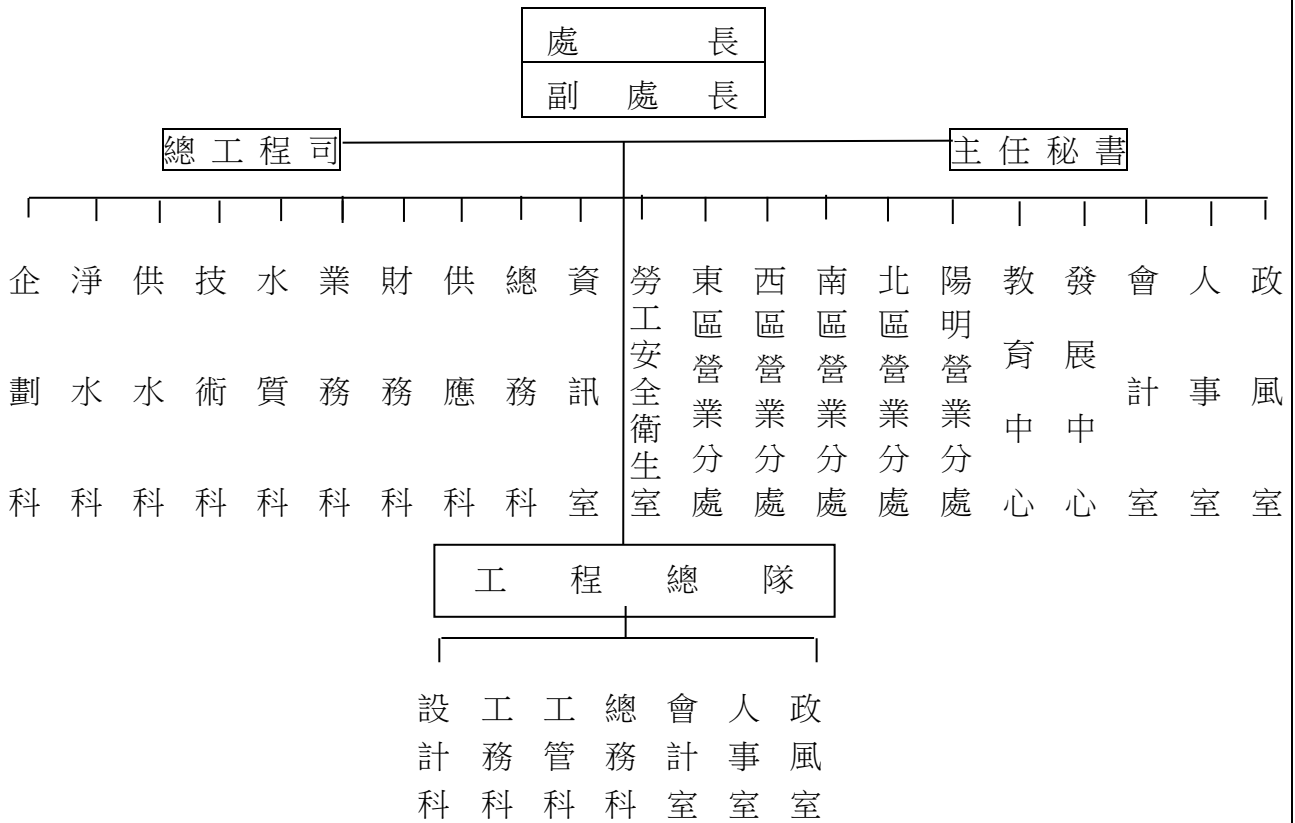 處長
副處長
總工程司
主任秘書
企劃科
淨水科
供水科
技術科
水質科
業務科
財務科
供應科
總務科
資訊室
勞工安全衛生室
東區營業分處
西區營業分處
南區營業分處
北區營業分處
陽明營業分處
教育中心
發展中心
會計室
人事室
政風室
工程總隊
設計科
工務科
工管科
總務科
會計室
人事室
政風室